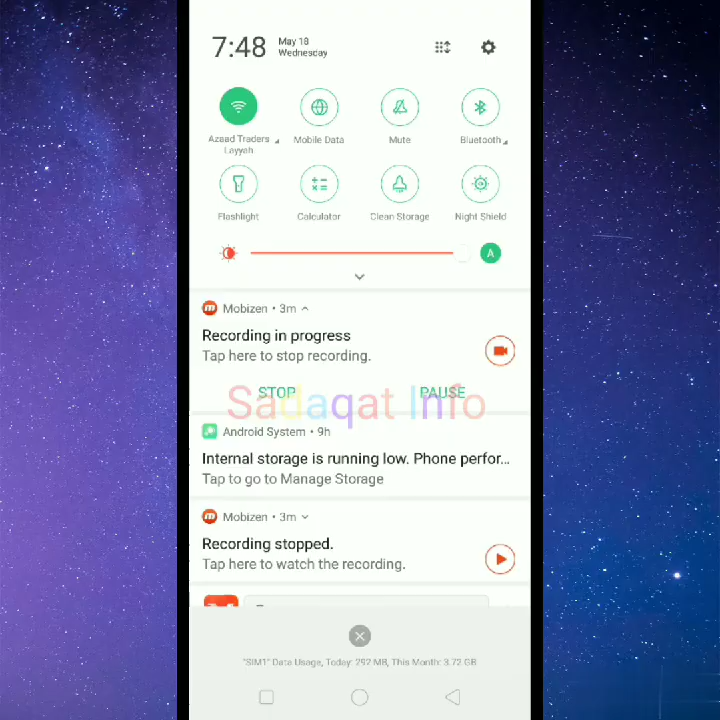 7:48
May 18
Wednesday
Azaad Traders
Layyah
Mobile Data
Mute
Bluetooth
Flashlight
Calculator
Clean Storage
Night Shield
A
Mobizen • 3m
Recording in progress
Tap here to stop recording.
STOP
PAUSE
Sadaqat Info
Android System • 9h
Internal storage is running low. Phone perfor...
Tap to go to Manage Storage
Mobizen • 3m
Recording stopped.
Tap here to watch the recording.
"SIM1" Data Usage, Today: 292 MB, This Month: 3.72 GB